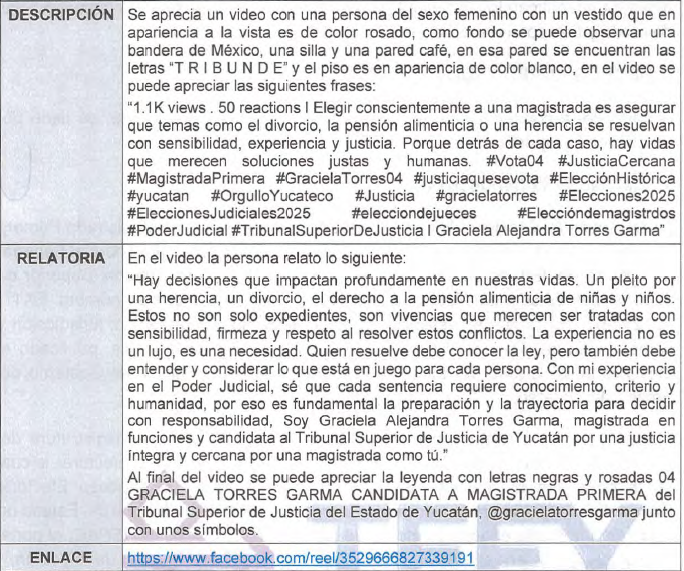 DESCRIPCIÓN
Se aprecia un video con una persona del sexo femenino con un vestido que en
apariencia a la vista es de color rosado, como fondo se puede observar una
bandera de México, una silla y una pared café, en esa pared se encuentran las
letras “T R I B U N D E” y el piso es en apariencia de color blanco, en el video se
puede apreciar las siguientes frases:
“1.1K views . 50 reactions I Elegir conscientemente a una magistrada es asegurar
que temas como el divorcio, la pensión alimenticia o una herencia se resuelvan
con sensibilidad, experiencia y justicia. Porque detrás de cada caso, hay vidas
que merecen soluciones justas y humanas. #Vota04 #JusticiaCercana
#MagistradaPrimera #GracielaTorres04 #justiciaquesevota #ElecciónHistórica
#yucatan #OrgulloYucateco #Justicia #gracielatorres #Elecciones2025
#EleccionesJudiciales2025 #elecciondejueces #Eleccióndemagistrdos
#PoderJudicial #TribunalSuperiorDeJusticia I Graciela Alejandra Torres Garma”
RELATORIA
En el video la persona relato lo siguiente:
“Hay decisiones que impactan profundamente en nuestras vidas. Un pleito por
una herencia, un divorcio, el derecho a la pensión alimenticia de niñas y niños.
Estos no son solo expedientes, son vivencias que merecen ser tratadas con
sensibilidad, firmeza y respeto al resolver estos conflictos. La experiencia no es
un lujo, es una necesidad. Quien resuelve debe conocer la ley, pero también debe
entender y considerar lo que está en juego para cada persona. Con mi experiencia
en el Poder Judicial, sé que cada sentencia requiere conocimiento, criterio y
humanidad, por eso es fundamental la preparación y la trayectoria para decidir
con responsabilidad, Soy Graciela Alejandra Torres Garma, magistrada en
funciones y candidata al Tribunal Superior de Justicia de Yucatán por una justicia
íntegra y cercana por una magistrada como tú.”
Al final del video se puede apreciar la leyenda con letras negras y rosadas 04
GRACIELA TORRES GARMA CANDIDATA A MAGISTRADA PRIMERA del
Tribunal Superior de Justicia del Estado de Yucatán, @gracielatorresgarma junto
con unos símbolos.
ENLACE
https://www.facebook.com/reel/3529666827339191